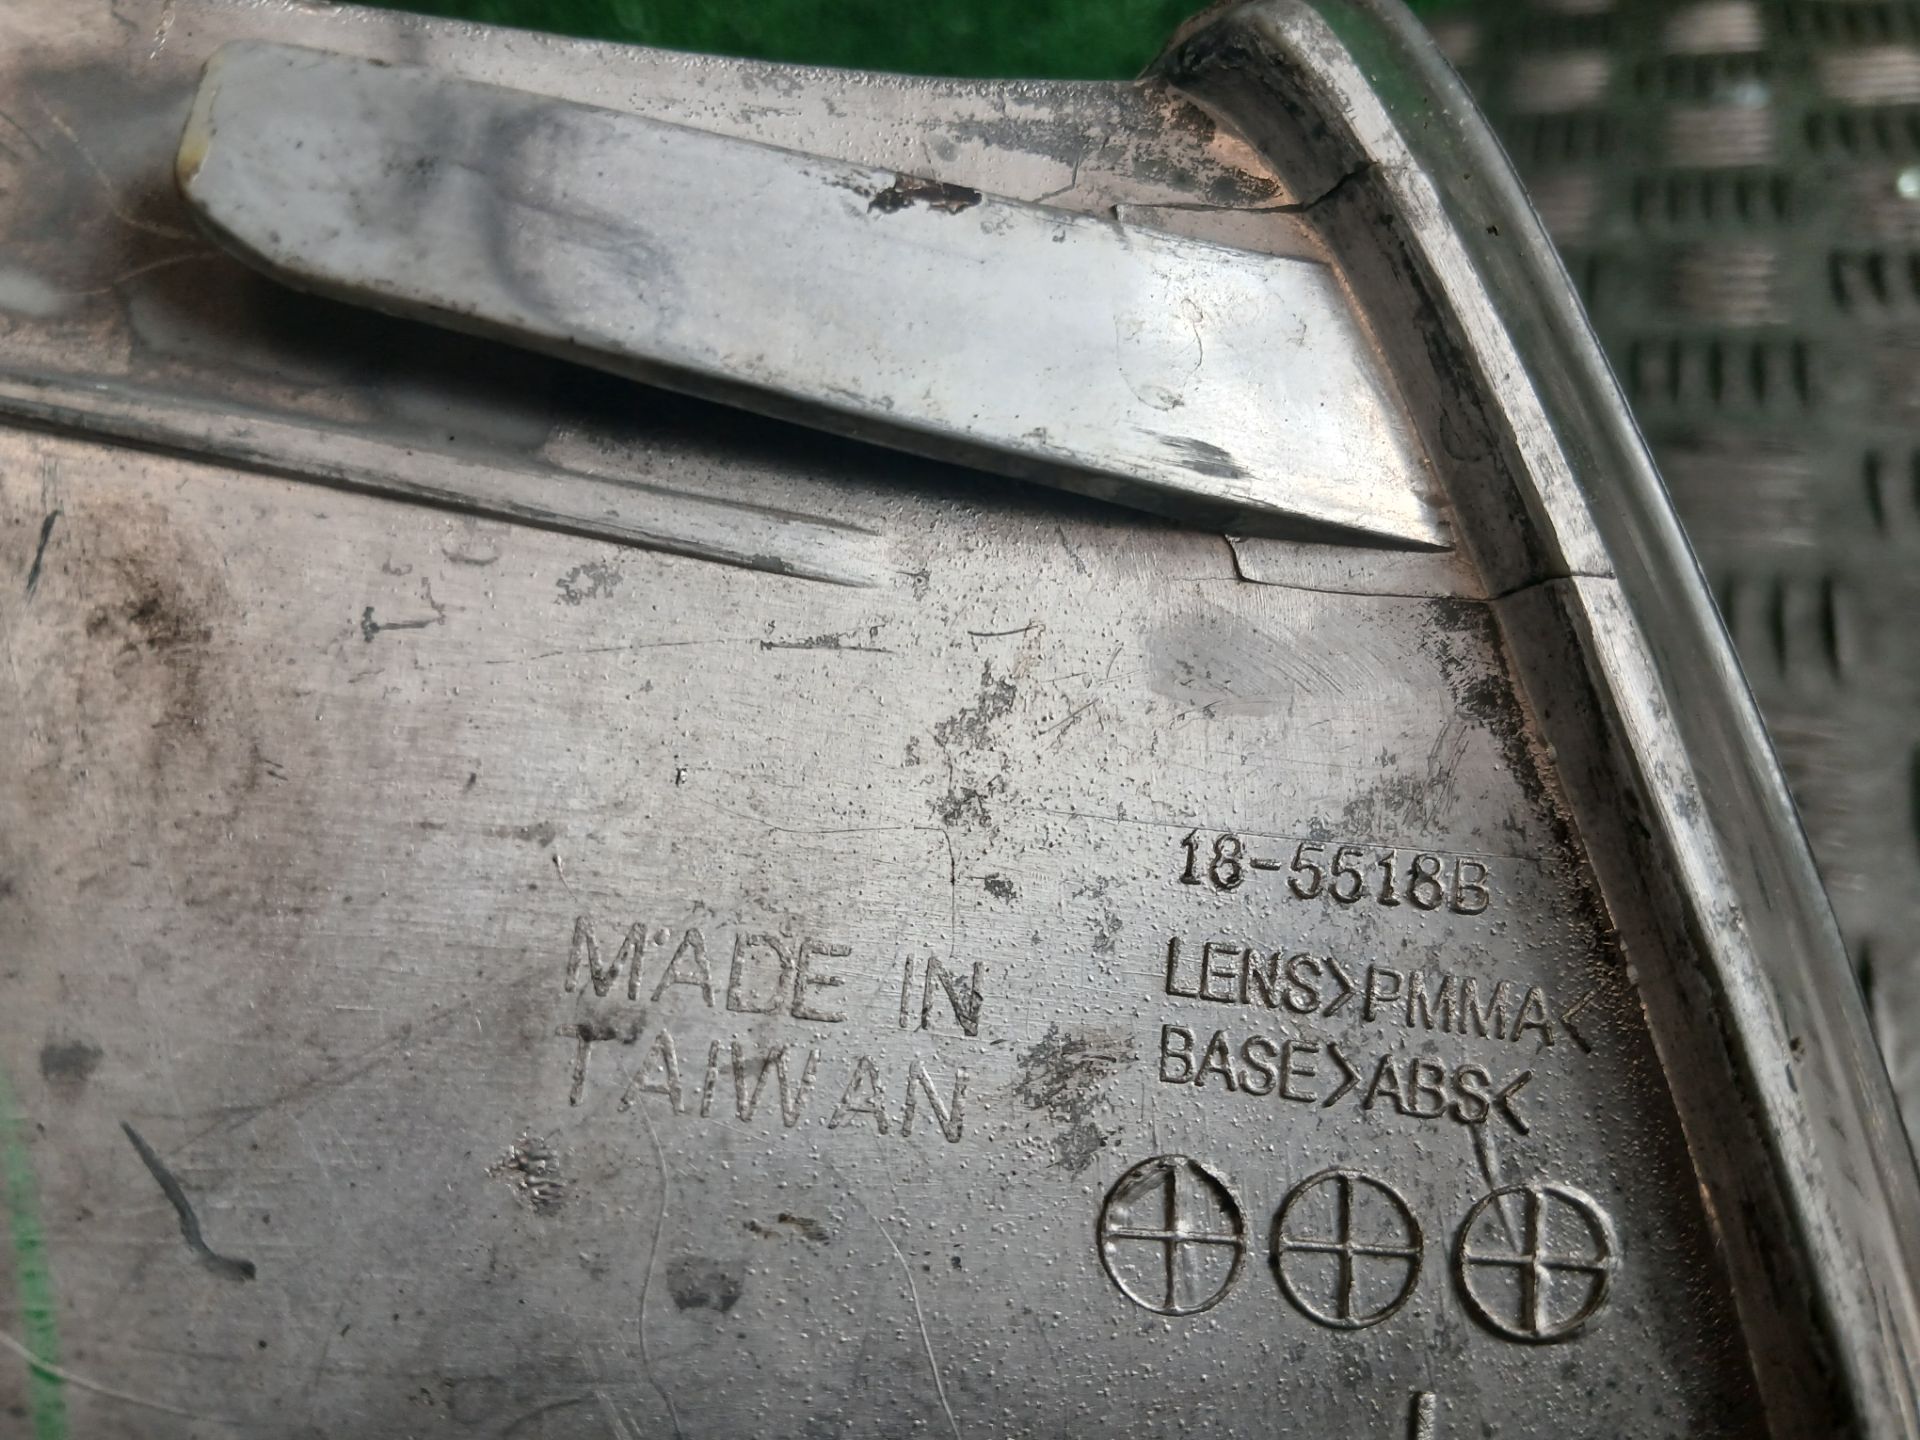 18-5518B
LENS>PMMA<
BASE>ABS<
MADE IN
TAIWAN